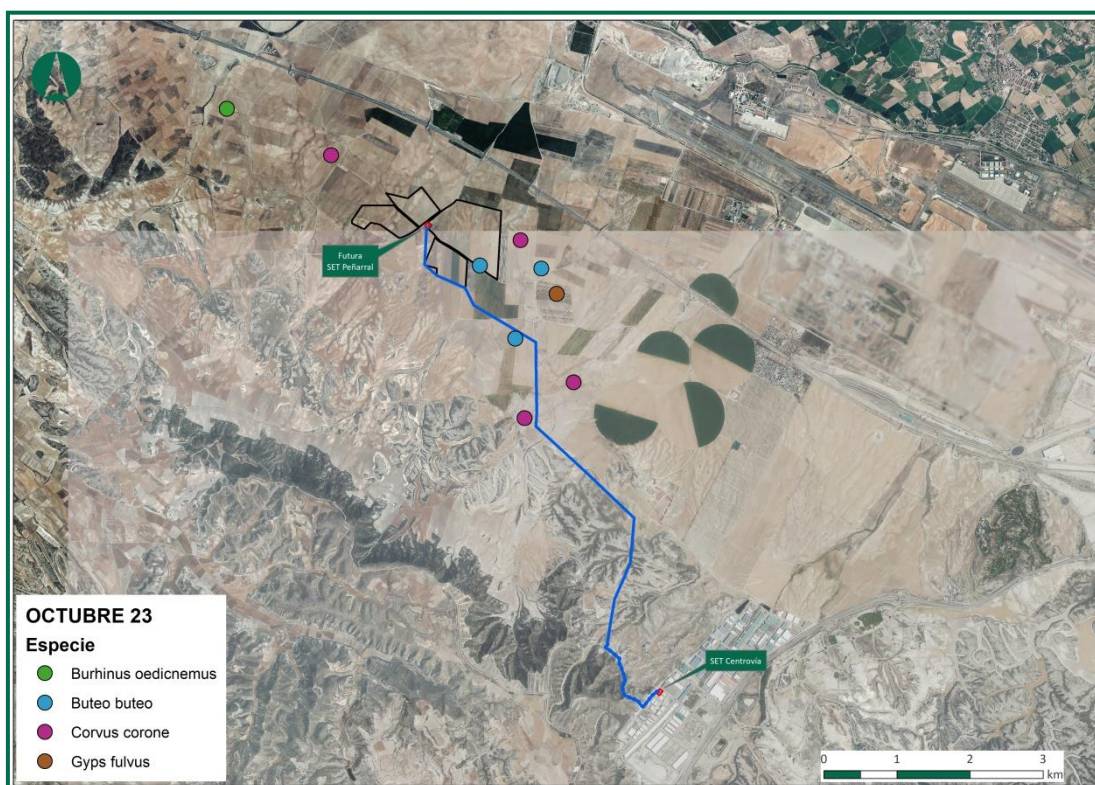 Futura
SET Peñarral
SET Centrovía
OCTUBRE 23
Especie
Burhinus oedicnemus
Buteo buteo
Corvus corone
Gyps fulvus
0 1 2 3
km